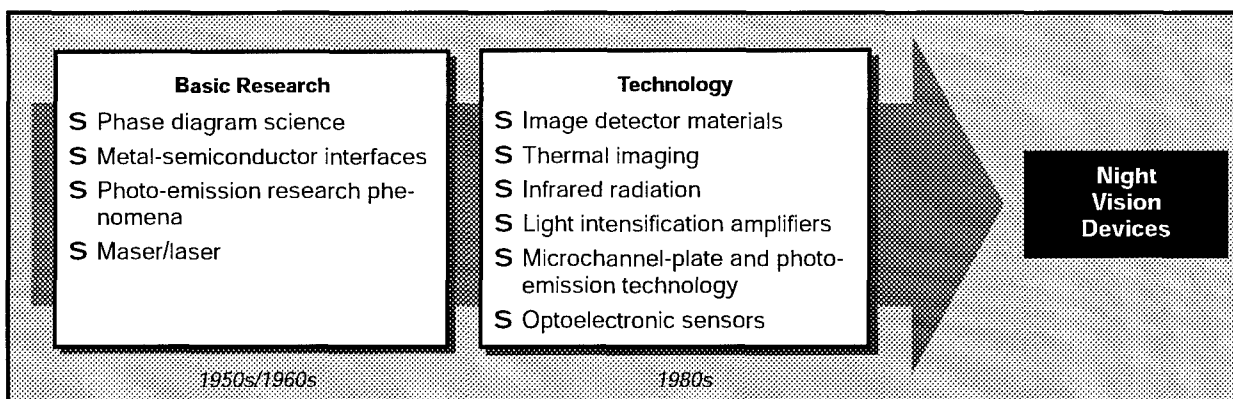 Basic Research
S Phase diagram science
S Metal-semiconductor interfaces
S Photo-emission research phe-
nomena
S Maser/laser
1950s/1960s
Technology
S Image detector materials
S Thermal imaging
S Infrared radiation
S Light intensification amplifiers
S Microchannel-plate and photo-
emission technology
S Optoelectronic sensors
1980s
Night
Vision
Devices